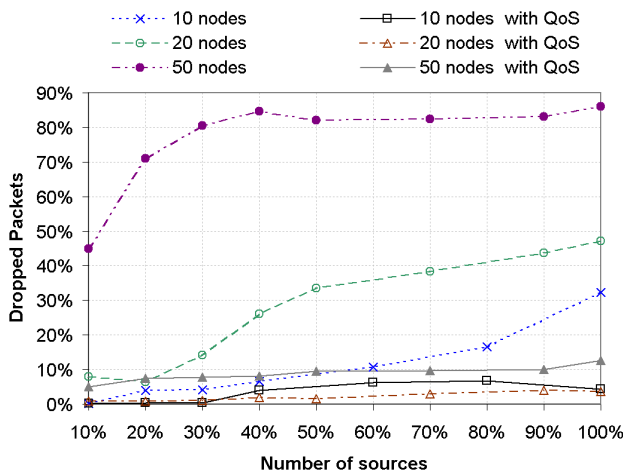 10 nodes
10 nodes with QoS
20 nodes
20 nodes with QoS
50 nodes
50 nodes with QoS
90%
80%
70%
60%
50%
40%
30%
20%
10%
0%
Dropped Packets
10% 20% 30% 40% 50% 60% 70% 80% 90% 100%
Number of sources